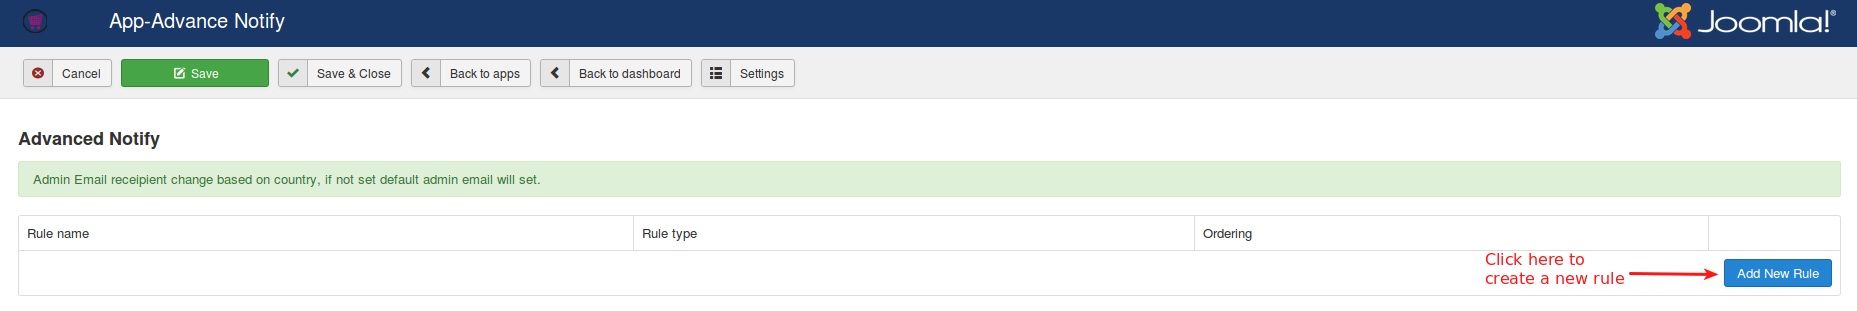 App-Advance Notify
Joomla!®
Cancel
Save
Save & Close
Back to apps
Back to dashboard
Settings
Advanced Notify
Admin Email receipient change based on country, if not set default admin email will set.
Rule name
Rule type
Ordering
Click here to
create a new rule
Add New Rule